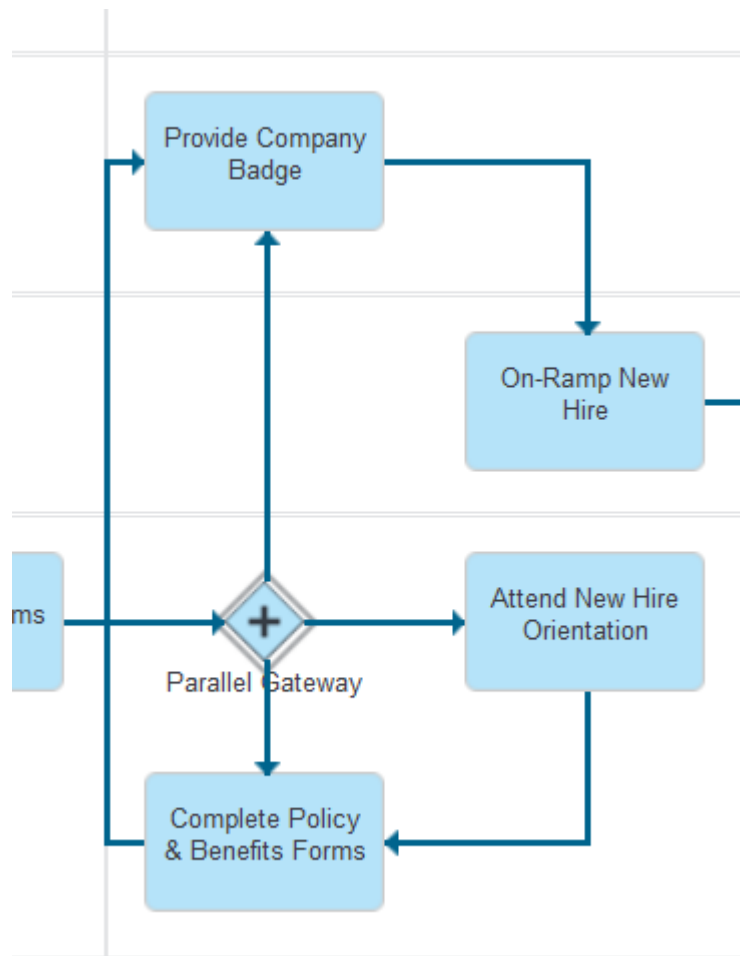 Provide Company
Badge
On-Ramp New
Hire
ms
Attend New Hire
Orientation
Parallel Gateway
Complete Policy
& Benefits Forms